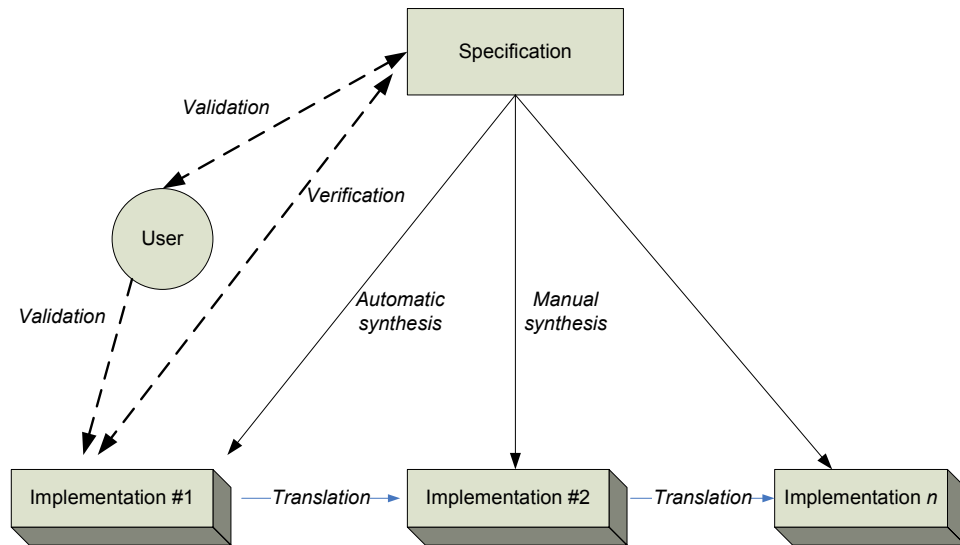 Specification
Validation
Verification
User
Validation
Automatic
synthesis
Manual
synthesis
Implementation #1
Translation
Implementation #2
Translation
Implementation n